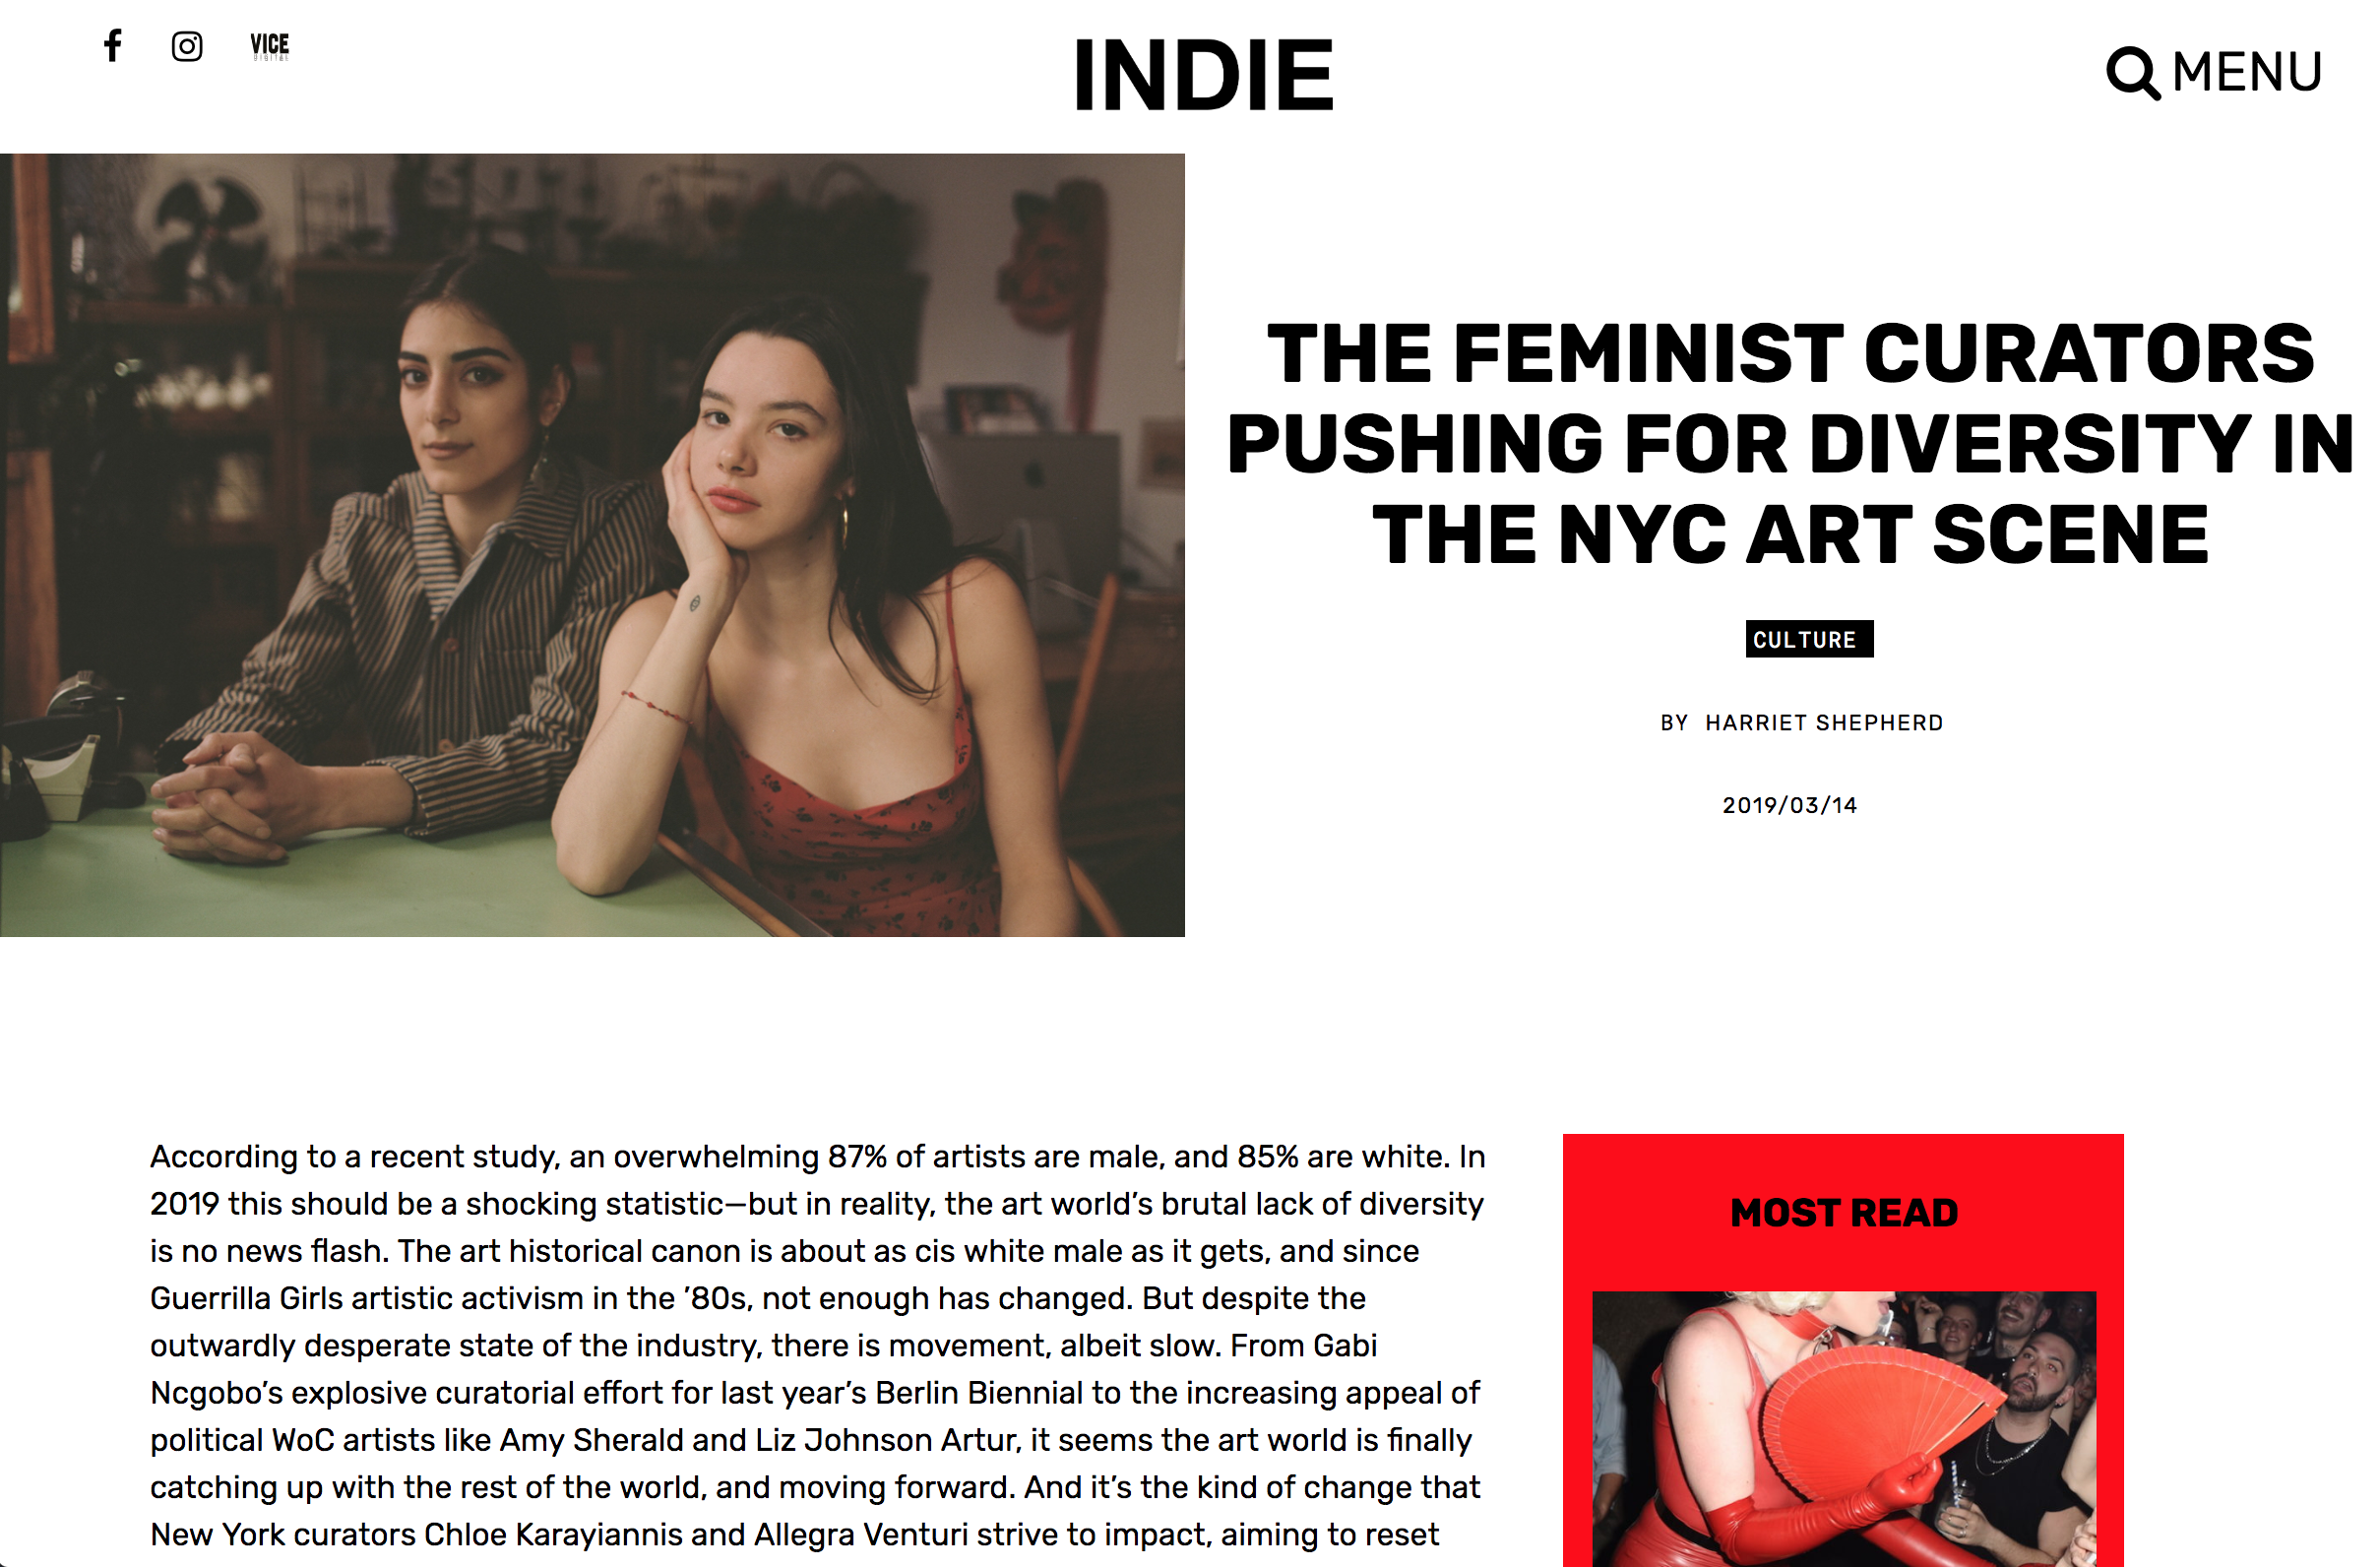 VICE
DIGITAL
INDIE
MENU
THE FEMINIST CURATORS
PUSHING FOR DIVERSITY IN
THE NYC ART SCENE
CULTURE
BY HARRIET SHEPHERD
2019/03/14
According to a recent study, an overwhelming 87% of artists are male, and 85% are white. In
2019 this should be a shocking statistic—but in reality, the art world’s brutal lack of diversity
is no news flash. The art historical canon is about as cis white male as it gets, and since
Guerrilla Girls artistic activism in the ’80s, not enough has changed. But despite the
outwardly desperate state of the industry, there is movement, albeit slow. From Gabi
Ncgobo’s explosive curatorial effort for last year’s Berlin Biennial to the increasing appeal of
political WoC artists like Amy Sherald and Liz Johnson Artur, it seems the art world is finally
catching up with the rest of the world, and moving forward. And it’s the kind of change that
New York curators Chloe Karayiannis and Allegra Venturi strive to impact, aiming to reset
MOST READ